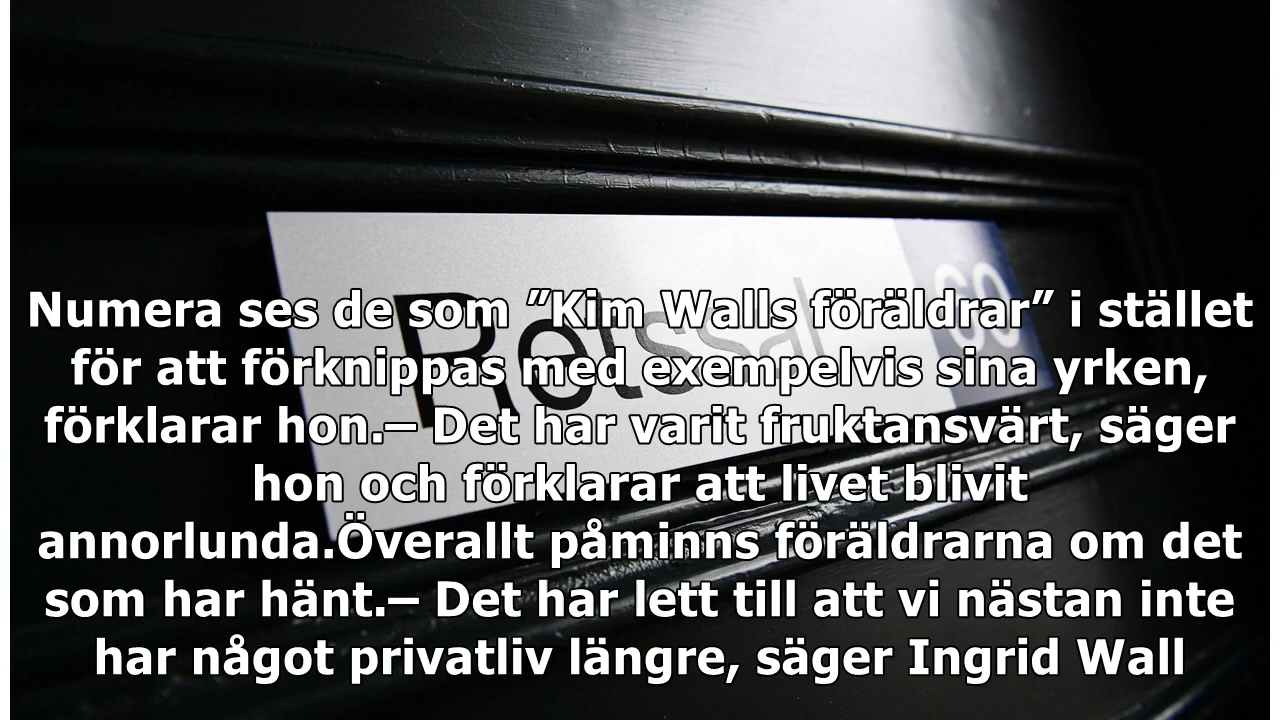 Retssal 60
Numera ses de som ”Kim Walls föräldrar” i stället
för att förknippas med exempelvis sina yrken,
förklarar hon.– Det har varit fruktansvärt, säger
hon och förklarar att livet blivit
annorlunda.Överallt påminns föräldrarna om det
som har hänt.– Det har lett till att vi nästan inte
har något privatliv längre, säger Ingrid Wall